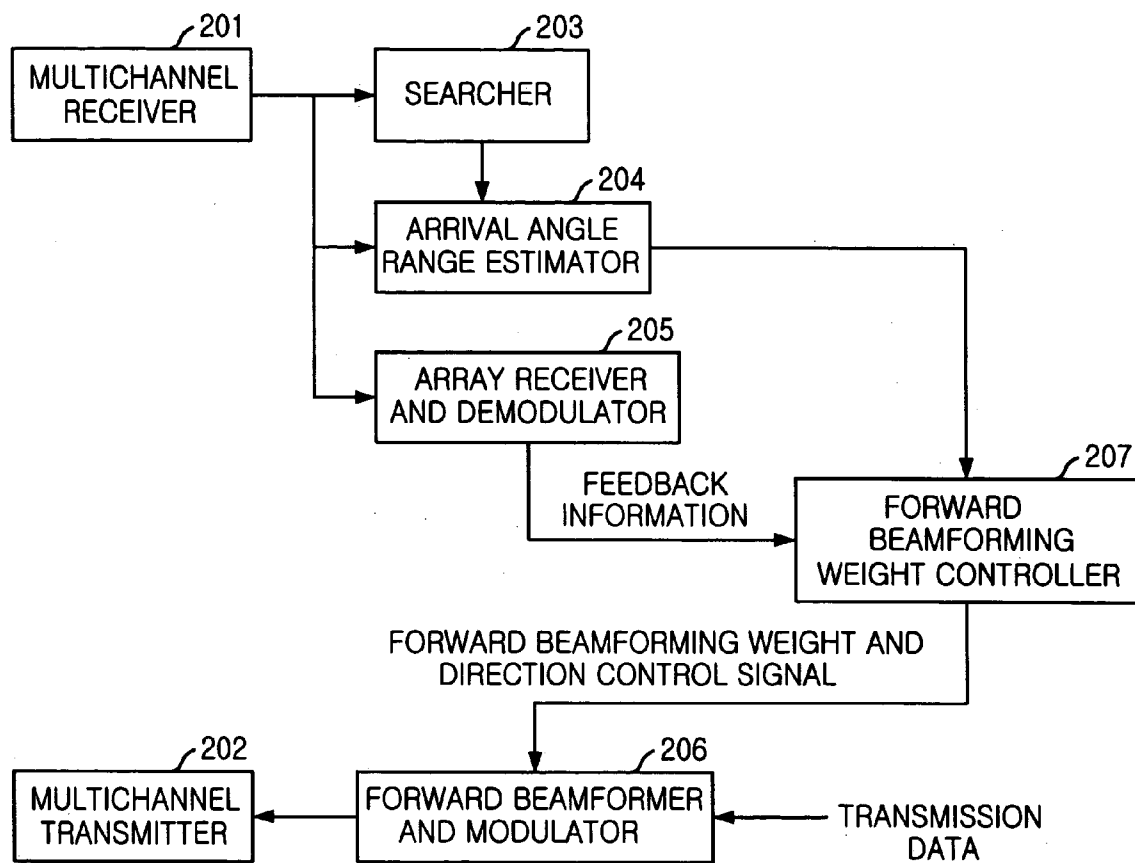 201
MULTICHANNEL
RECEIVER
203
SEARCHER
204
ARRIVAL ANGLE
RANGE ESTIMATOR
205
ARRAY RECEIVER
AND DEMODULATOR
FEEDBACK
INFORMATION
207
FORWARD
BEAMFORMING
WEIGHT CONTROLLER
FORWARD BEAMFORMING WEIGHT AND
DIRECTION CONTROL SIGNAL
202
MULTICHANNEL
TRANSMITTER
206
FORWARD BEAMFORMER
AND MODULATOR
TRANSMISSION
DATA